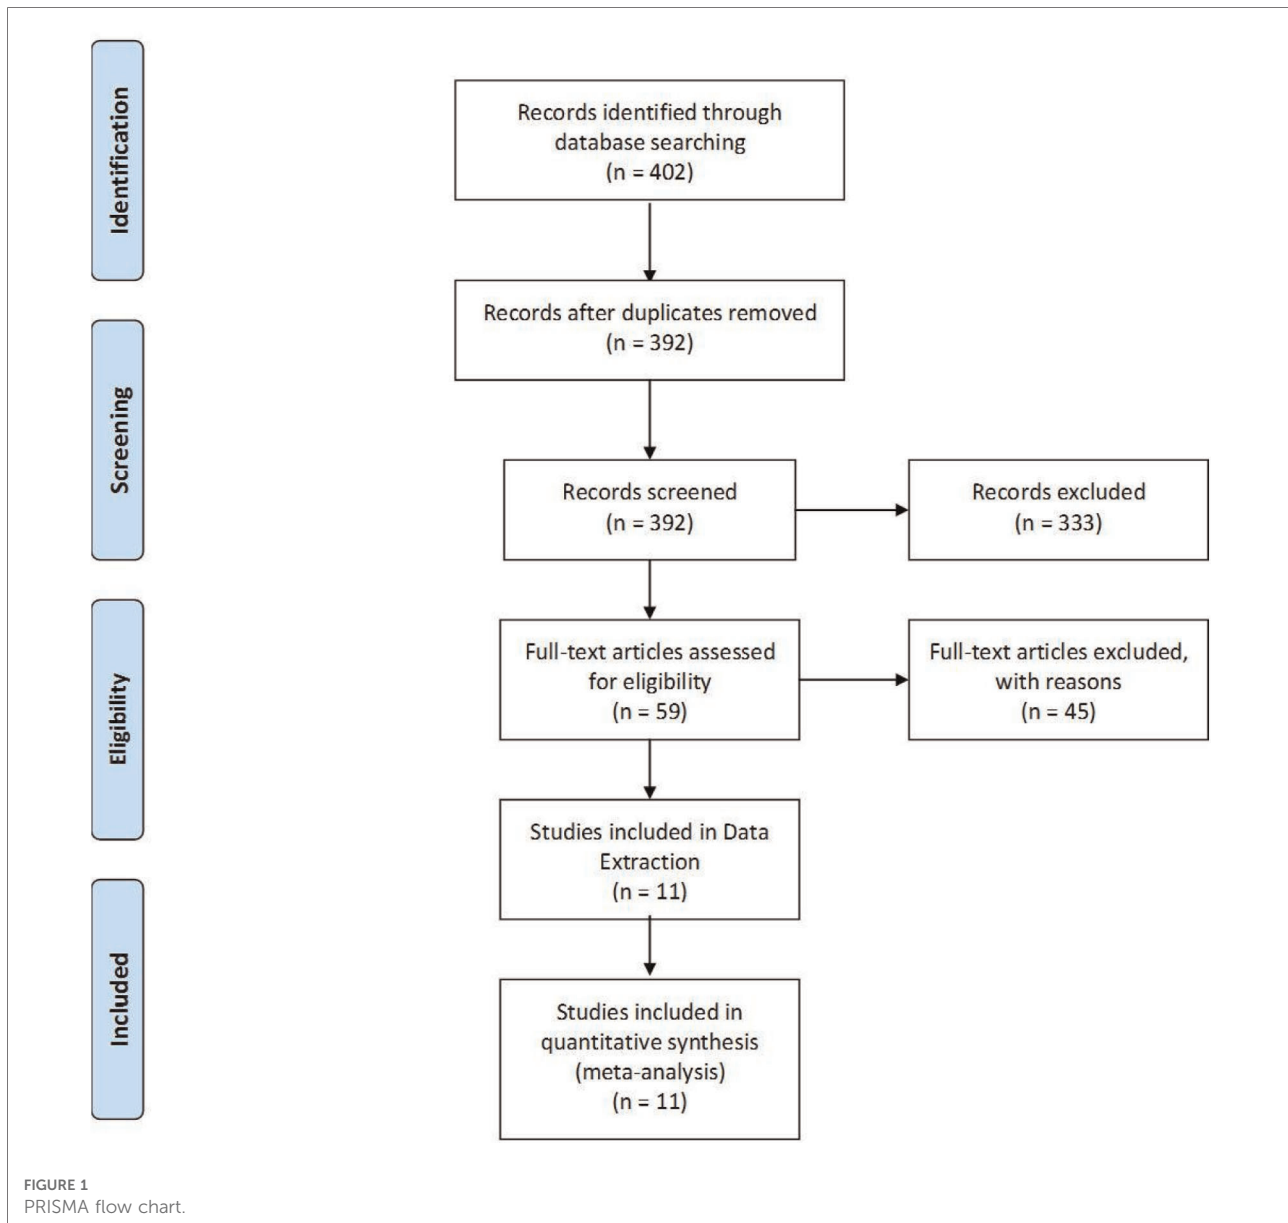 Identification
Records identified through
database searching
(n = 402)
Records after duplicates removed
(n = 392)
Screening
Records screened
(n = 392)
Records excluded
(n = 333)
Eligibility
Full-text articles assessed
for eligibility
(n = 59)
Full-text articles excluded,
with reasons
(n = 45)
Studies included in Data
Extraction
(n = 11)
Included
Studies included in
quantitative synthesis
(meta-analysis)
(n = 11)
FIGURE 1
PRISMA flow chart.